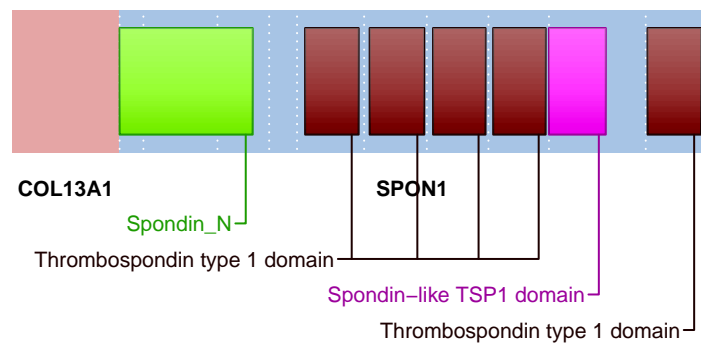 COL13A1 SPON1
Spondin_N
Thrombospondin type 1 domain
Spondin−like TSP1 domain
Thrombospondin type 1 domain